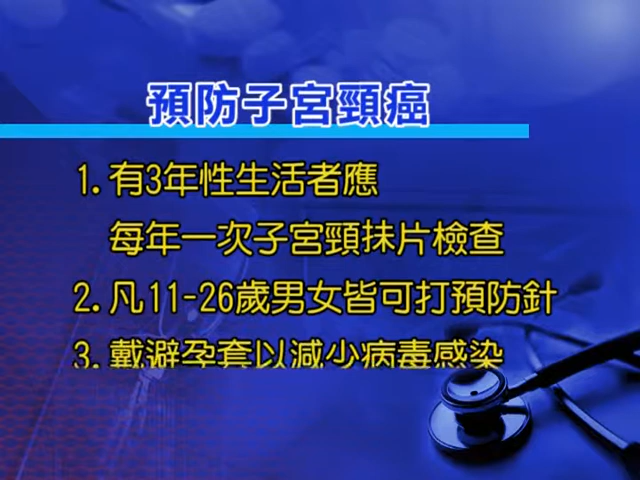 預防子宮頸癌
1.有3年性生活者應
每年一次子宮頸抹片檢查
2.凡11-26歲男女皆可打預防針
3.戴避孕套以減少病毒感染